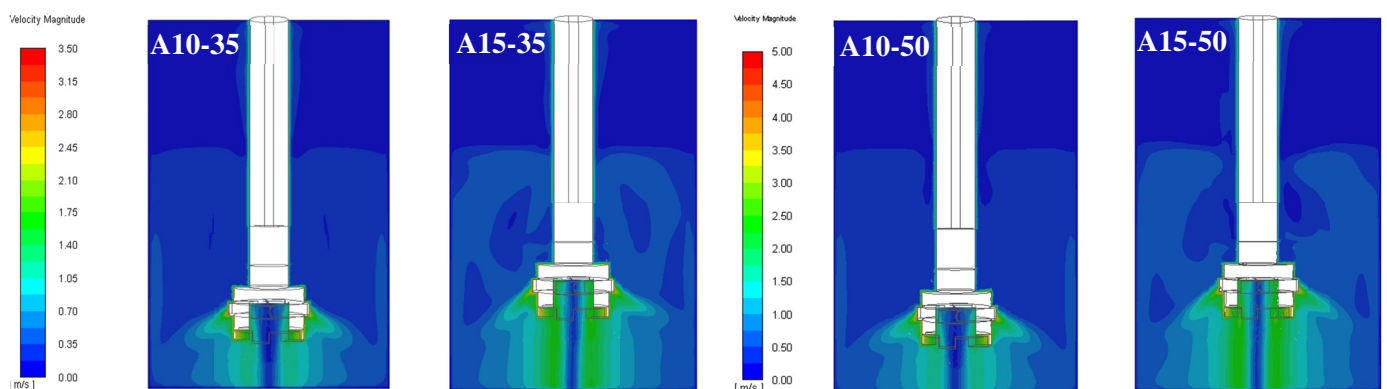 Velocity Magnitude
3.50
3.15
2.80
2.45
2.10
1.75
1.40
1.05
0.70
0.35
0.00
[ m/s ]
A10-35
A15-35
Velocity Magnitude
5.00
4.50
4.00
3.50
3.00
2.50
2.00
1.50
1.00
0.50
0.00
[ m/s ]
A10-50
A15-50